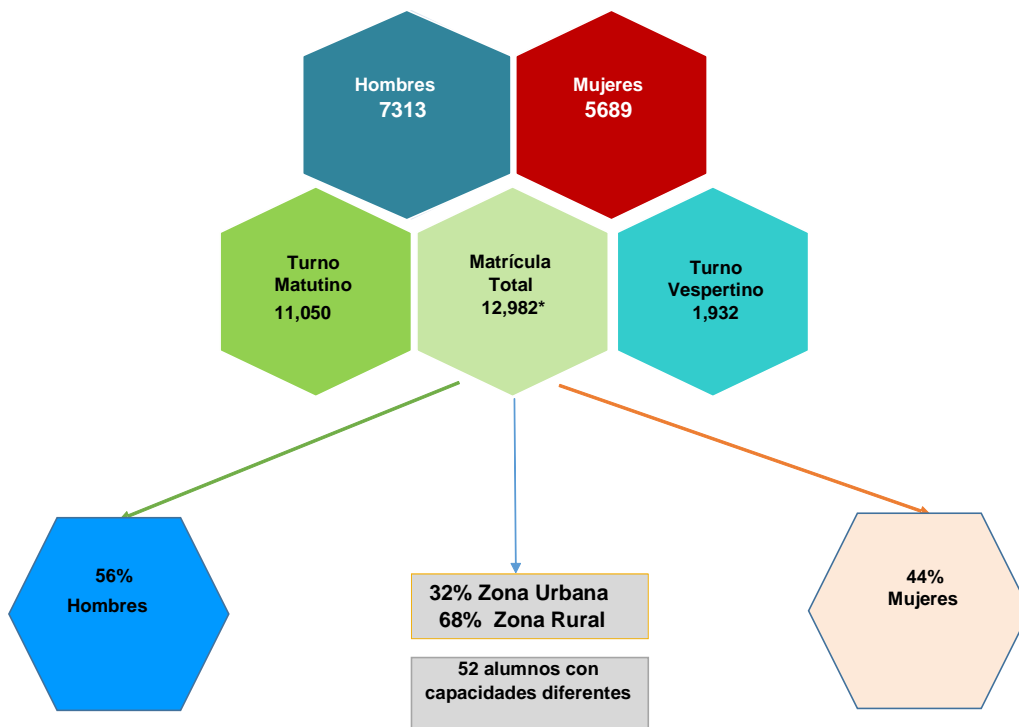 Hombres
7313
Mujeres
5689
Turno
Matutino
11,050
Matrícula
Total
12,982*
Turno
Vespertino
1,932
56%
Hombres
32% Zona Urbana
68% Zona Rural
52 alumnos con
capacidades diferentes
44%
Mujeres